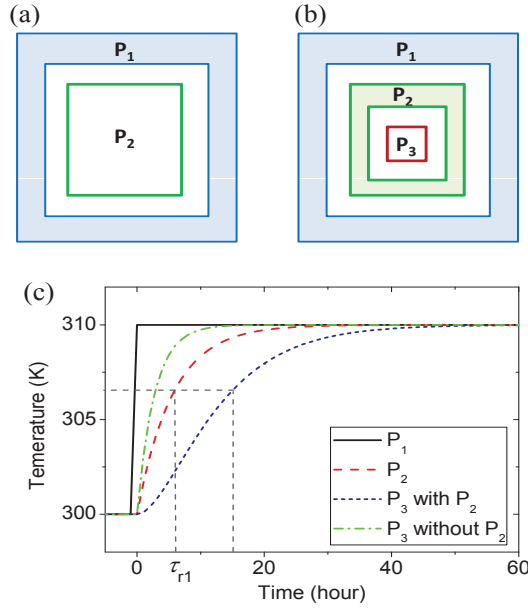 (a)
(b)
P₁
P₂
P₁
P₂
P₃
(c)
Temerature (K)
310
305
300
P₁
P₂
P₃ with P₂
P₃ without P₂
0
τᵣ₁
20
40
60
Time (hour)